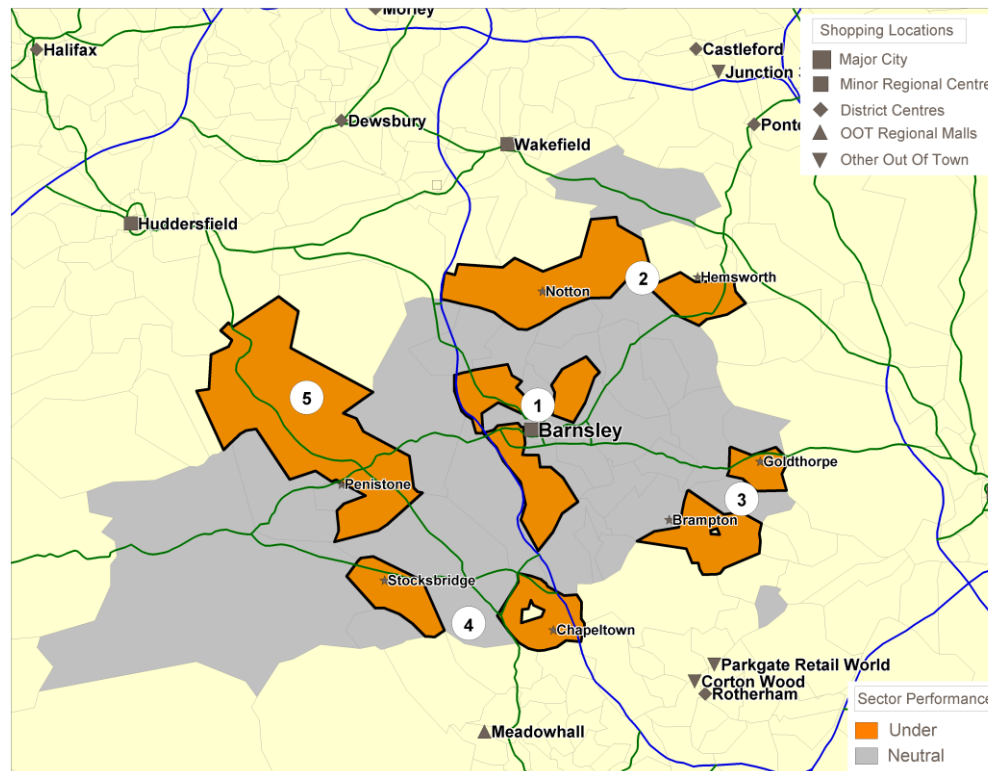 Morley
Halifax
Castleford
Junction 3
Dewsbury
Wakefield
Ponte
Huddersfield
Shopping Locations
Major City
Minor Regional Centre
District Centres
OOT Regional Malls
Other Out Of Town
2
Hemsworth
Notton
5
1
Barnsley
Goldthorpe
Penistone
3
Brampton
Stocksbridge
4
Chapeltown
Parkgate Retail World
Corton Wood
Rotherham
Meadowhall
Sector Performance
Under
Neutral